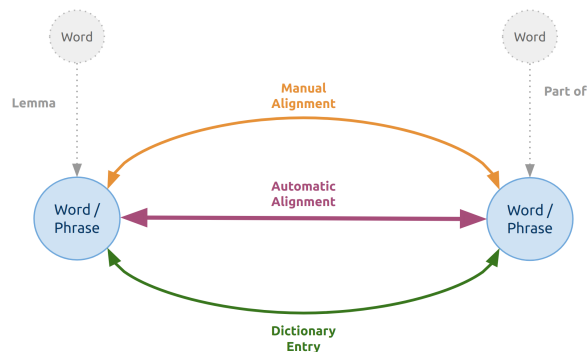 Word
Word
Lemma
Part of
Manual
Alignment
Automatic
Alignment
Word /
Phrase
Word /
Phrase
Dictionary
Entry